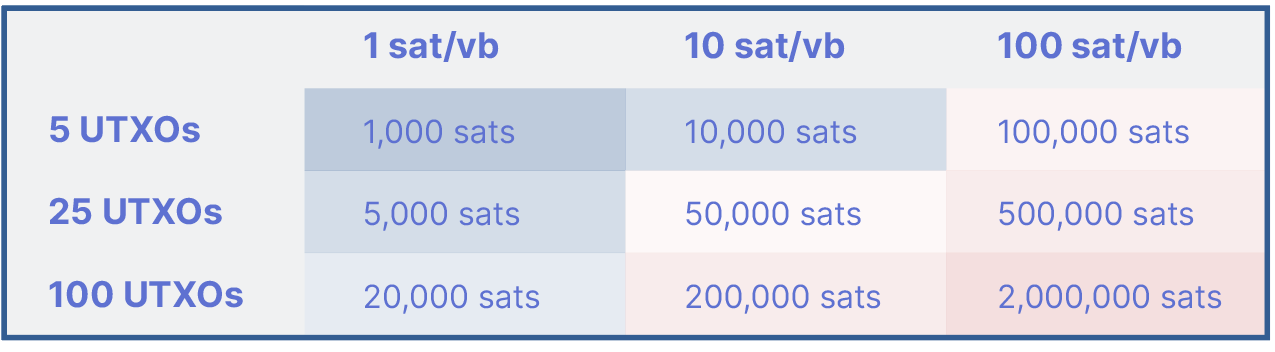 1 sat/vb 10 sat/vb 100 sat/vb
5 UTXOs 1,000 sats 10,000 sats 100,000 sats
25 UTXOs 5,000 sats 50,000 sats 500,000 sats
100 UTXOs 20,000 sats 200,000 sats 2,000,000 sats